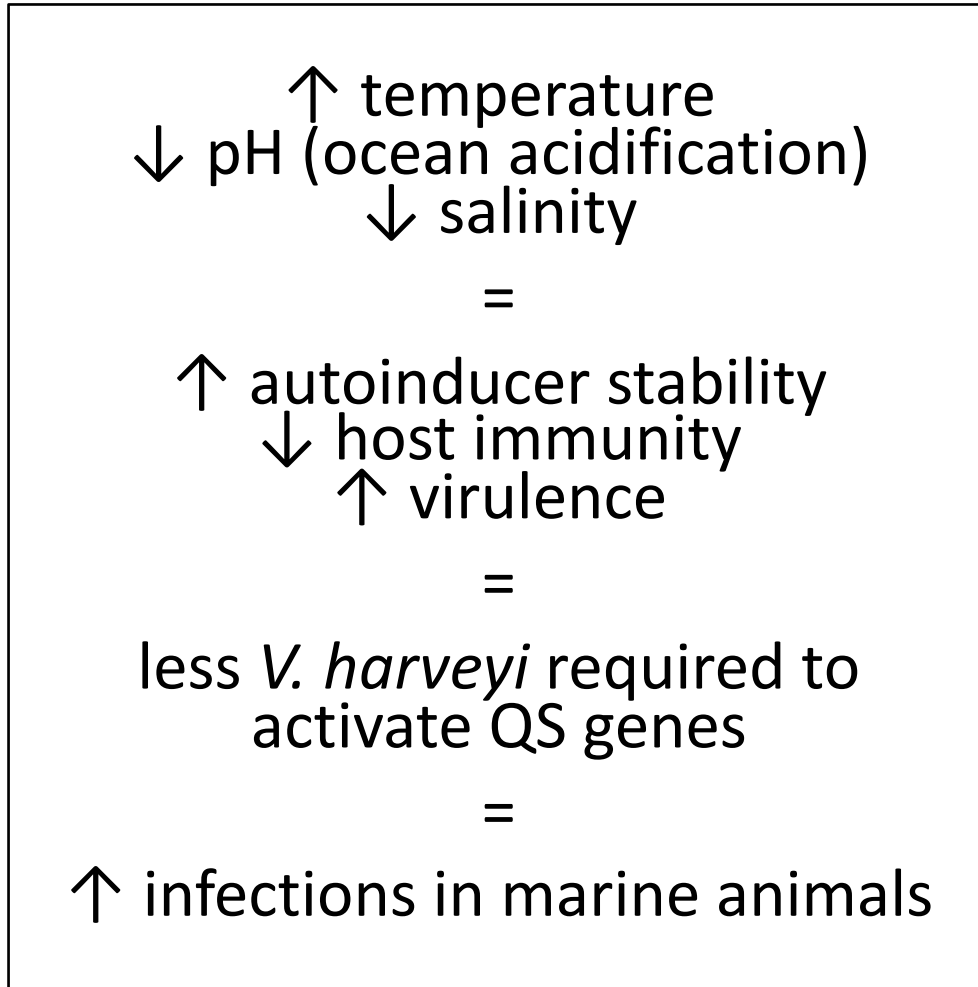 ↑ temperature
↓ pH (ocean acidification)
↓ salinity
=
↑ autoinducer stability
↓ host immunity
↑ virulence
=
less V. harveyi required to
activate QS genes
=
↑ infections in marine animals